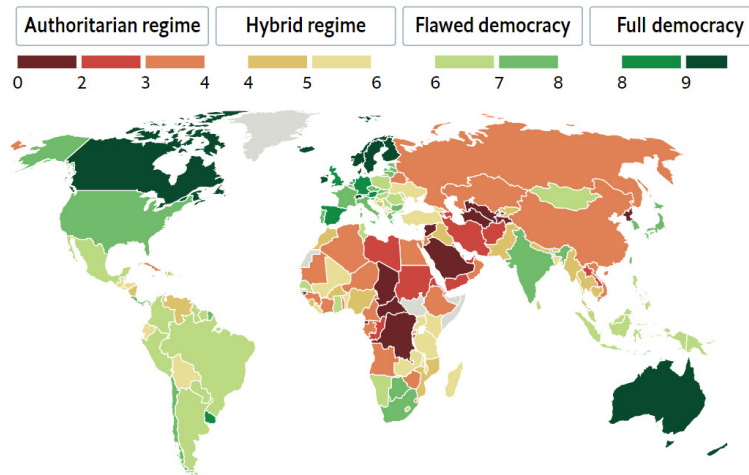 Authoritarian regime Hybrid regime Flawed democracy Full democracy
0 2 3 4 4 5 6 6 7 8 8 9